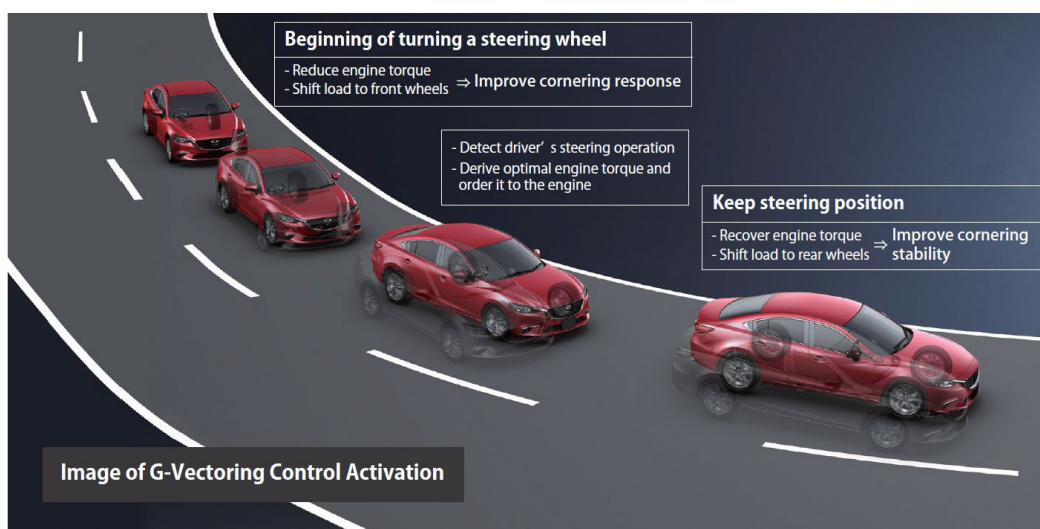 Beginning of turning a steering wheel
- Reduce engine torque
- Shift load to front wheels ⇒ Improve cornering response
- Detect driver’ s steering operation
- Derive optimal engine torque and
order it to the engine
Keep steering position
- Recover engine torque
- Shift load to rear wheels ⇒ Improve cornering
stability
Image of G-Vectoring Control Activation